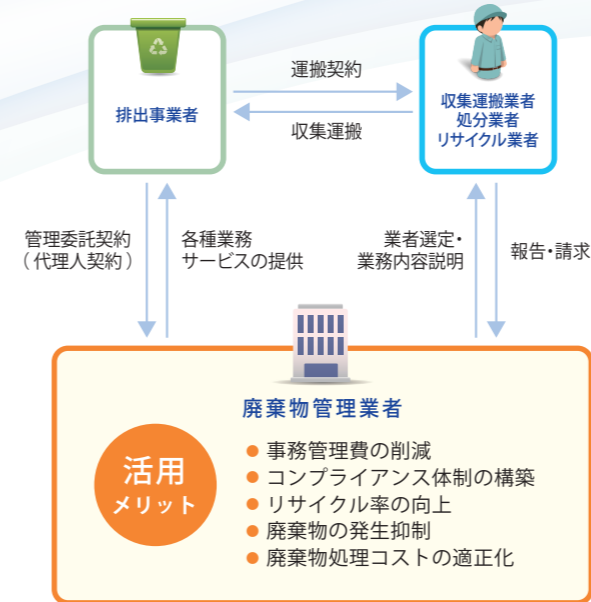 排出事業者
運搬契約
収集運搬
収集運搬業者
処分業者
リサイクル業者
管理委託契約
（代理人契約）
各種業務
サービスの提供
業者選定・
業務内容説明
報告・請求
廃棄物管理業者
活用
メリット
● 事務管理費の削減
● コンプライアンス体制の構築
● リサイクル率の向上
● 廃棄物の発生抑制
● 廃棄物処理コストの適正化